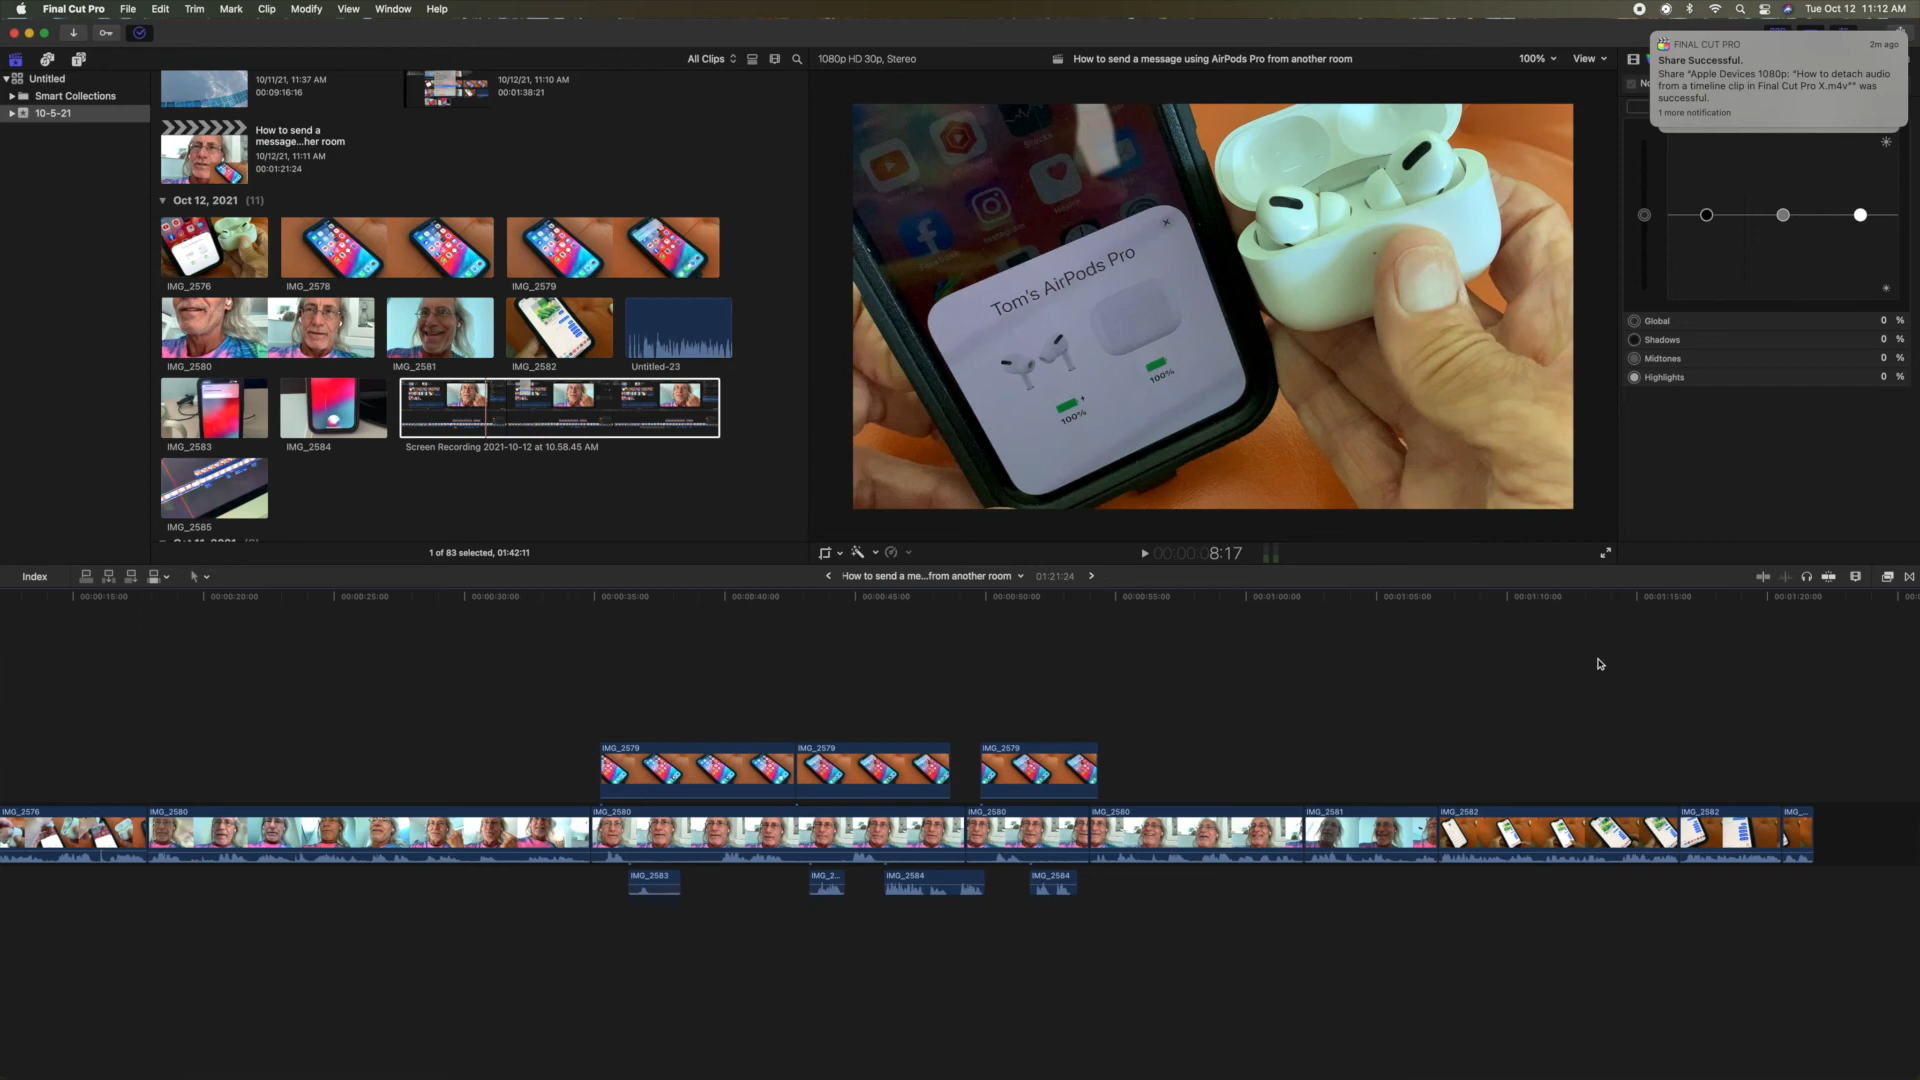 Final Cut Pro File Edit Trim Mark Clip Modify View Window Help
Tue Oct 12 11:12 AM
All Clips
1080p HD 30p, Stereo
How to send a message using AirPods Pro from another room
100%
View
FINAL CUT PRO
2m ago
Share Successful.
Share "Apple Devices 1080p: "How to detach audio
from a timeline clip in Final Cut Pro X.m4v"" was
successful.
1 more notification
Untitled
Smart Collections
10-5-21
10/11/21, 11:37 AM
00:09:16:16
10/12/21, 11:10 AM
00:01:38:21
How to send a
message...her room
10/12/21, 11:11 AM
00:01:21:24
Oct 12, 2021 (11)
IMG_2576
IMG_2578
IMG_2579
IMG_2580
IMG_2581
IMG_2582
Untitled-23
IMG_2583
IMG_2584
Screen Recording 2021-10-12 at 10.58.45 AM
IMG_2585
1 of 83 selected, 01:42:11
Stocks
Facebook
Instagram
Tom's AirPods Pro
100%
100%
00:00:08:17
Global 0 %
Shadows 0 %
Midtones 0 %
Highlights 0 %
Index
How to send a me...from another room
01:21:24
00:00:15:00
00:00:20:00
00:00:25:00
00:00:30:00
00:00:35:00
00:00:40:00
00:00:45:00
00:00:50:00
00:00:55:00
00:01:00:00
00:01:05:00
00:01:10:00
00:01:15:00
00:01:20:00
IMG_2579
IMG_2579
IMG_2579
IMG_2576
IMG_2580
IMG_2580
IMG_2580
IMG_2580
IMG_2581
IMG_2582
IMG_2582
IMG_...
IMG_2583
IMG_2...
IMG_2584
IMG_2584